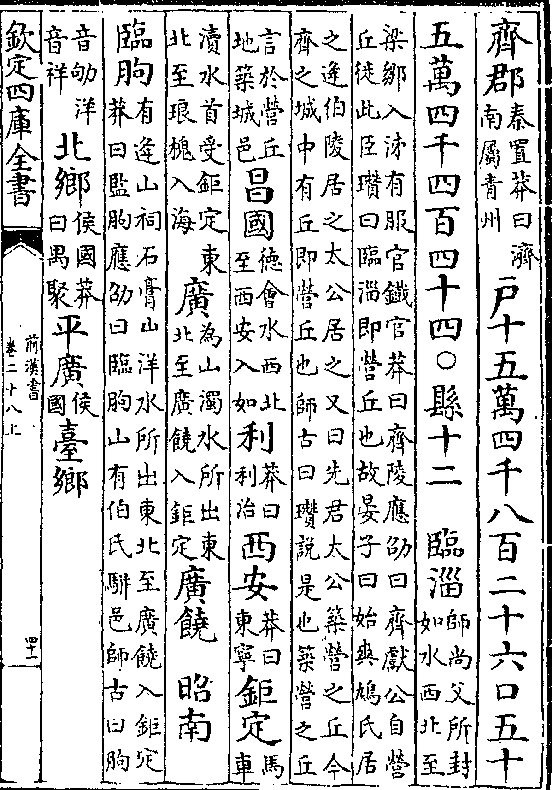 齊郡秦置莽曰濟南屬青州户十五萬四千八百二十六口五十
五萬四千四百四十四○縣十二 臨淄師尚父所封如水西北至
梁鄒入泲有服官鐵官莽曰齊陵應劭曰齊獻公自營
丘徙此臣瓚曰臨淄即營丘也故晏子曰始爽鳩氏居
之逄伯陵居之太公居之又曰先君太公築營之丘今
齊之城中有丘即營丘也師古曰瓚說是也築營之丘
言於營丘地築城邑昌國德會水西北至西安入如利莽曰利治西安莽曰東寧鉅定馬車
瀆水首受鉅定東北至琅槐入海廣為山濁水所出東北至廣饒入鉅定廣饒 昭南
臨朐有逄山祠石膏山洋水所出東北至廣饒入鉅定莽曰監朐應劭曰臨朐山有伯氏駢邑師古曰朐
音劬洋音祥北鄉侯國莽曰禺聚平廣侯國臺鄉
欽定四庫全書
前漢書
卷二十八上
四十一